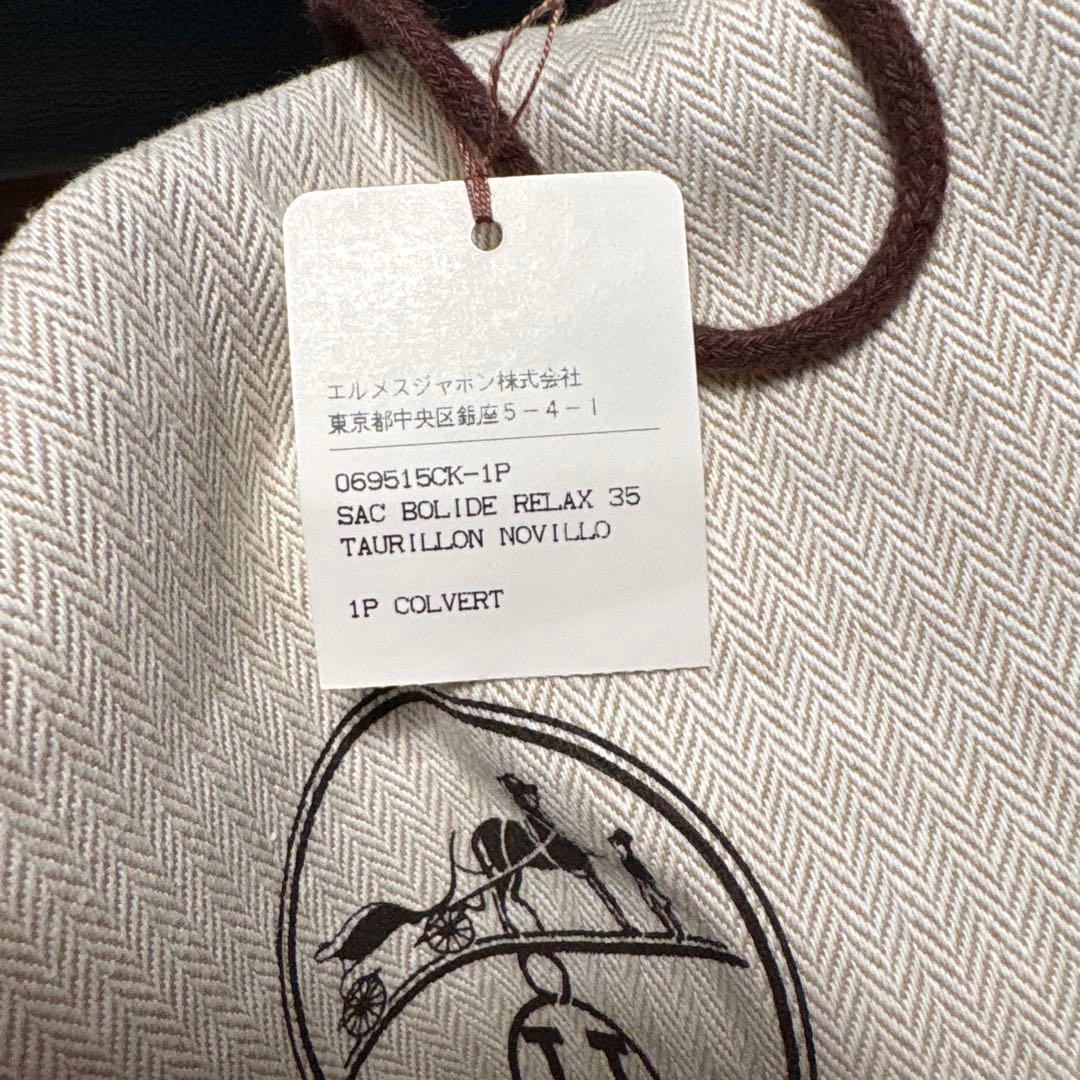 エルメスジャポン株式会社
東京都中央区銀座5-4-1
069515CK-1P
SAC BOLIDE RELAX 35
TAURILLON NOVILLO
1P COLVERT